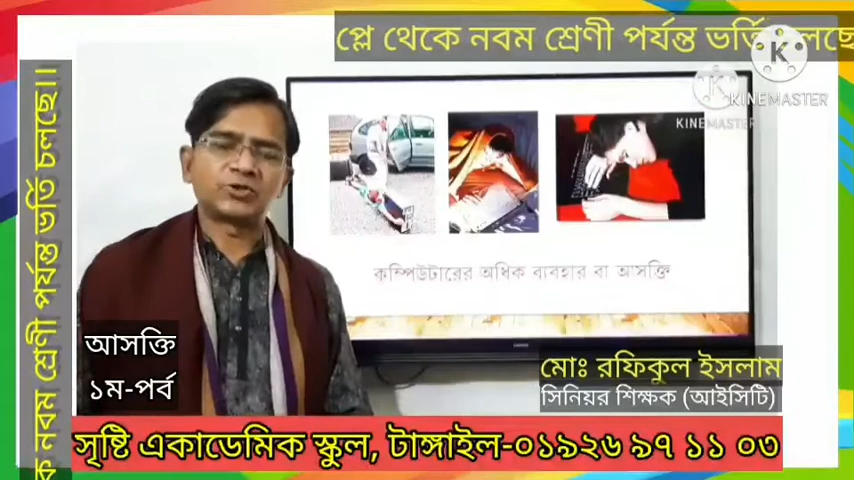 প্লে থেকে নবম শ্রেণী পর্যন্ত ভর্তি
KINEMASTER
KINEMASTER
ক নবম শ্রেণী পর্যন্ত ভর্তি চলছে।।
কম্পিউটারের অধিক ব্যবহার বা আসক্তি
আসক্তি
১ম-পর্ব
মোঃ রফিকুল ইসলাম
সিনিয়র শিক্ষক (আইসিটি)
সৃষ্টি একাডেমিক স্কুল, টাঙ্গাইল-০১৯২৬ ৯৭ ১১ ০৩